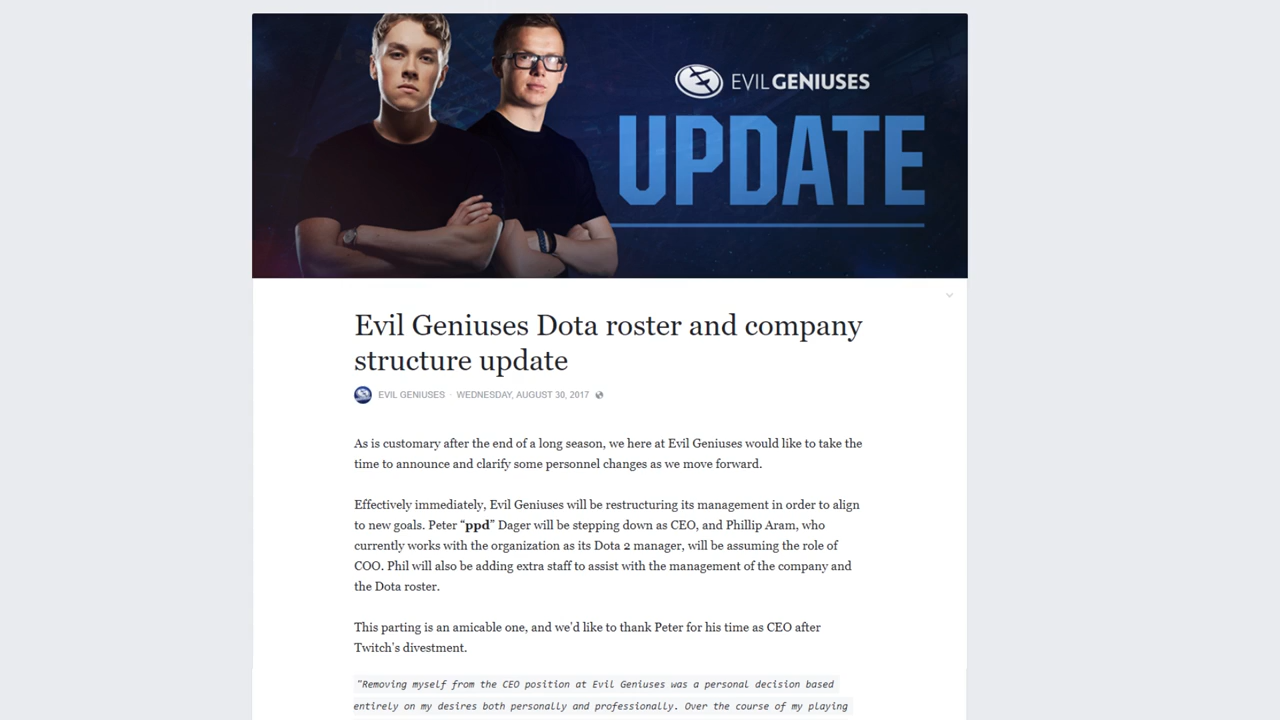 EVIL GENIUSES
UPDATE
Evil Geniuses Dota roster and company
structure update
EVIL GENIUSES · WEDNESDAY, AUGUST 30, 2017
As is customary after the end of a long season, we here at Evil Geniuses would like to take the
time to announce and clarify some personnel changes as we move forward.
Effectively immediately, Evil Geniuses will be restructuring its management in order to align
to new goals. Peter “ppd” Dager will be stepping down as CEO, and Phillip Aram, who
currently works with the organization as its Dota 2 manager, will be assuming the role of
COO. Phil will also be adding extra staff to assist with the management of the company and
the Dota roster.
This parting is an amicable one, and we'd like to thank Peter for his time as CEO after
Twitch's divestment.
"Removing myself from the CEO position at Evil Geniuses was a personal decision based
entirely on my desires both personally and professionally. Over the course of my playing